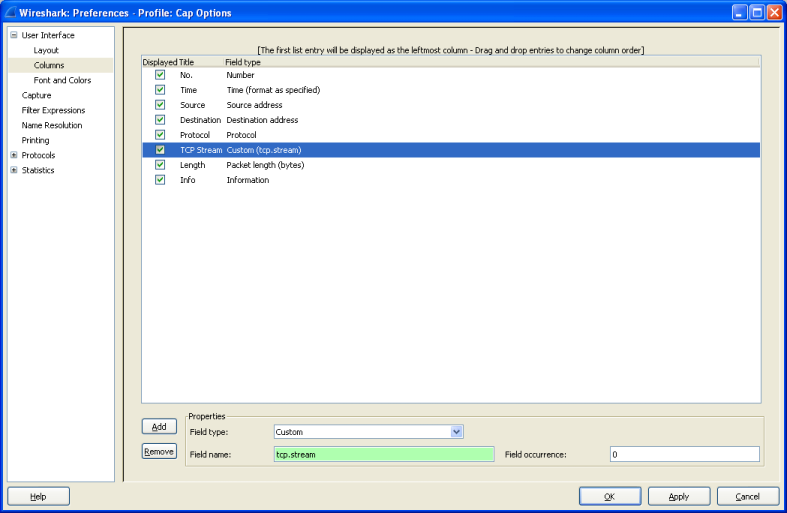 Wireshark: Preferences - Profile: Cap Options
User Interface
Layout
Columns
Font and Colors
Capture
Filter Expressions
Name Resolution
Printing
Protocols
Statistics
[The first list entry will be displayed as the leftmost column - Drag and drop entries to change column order]
Displayed Title Field type
No. Number
Time Time (format as specified)
Source Source address
Destination Destination address
Protocol Protocol
TCP Stream Custom (tcp.stream)
Length Packet length (bytes)
Info Information
Properties
Add
Field type: Custom
Remove
Field name: tcp.stream Field occurrence: 0
Help OK Apply Cancel